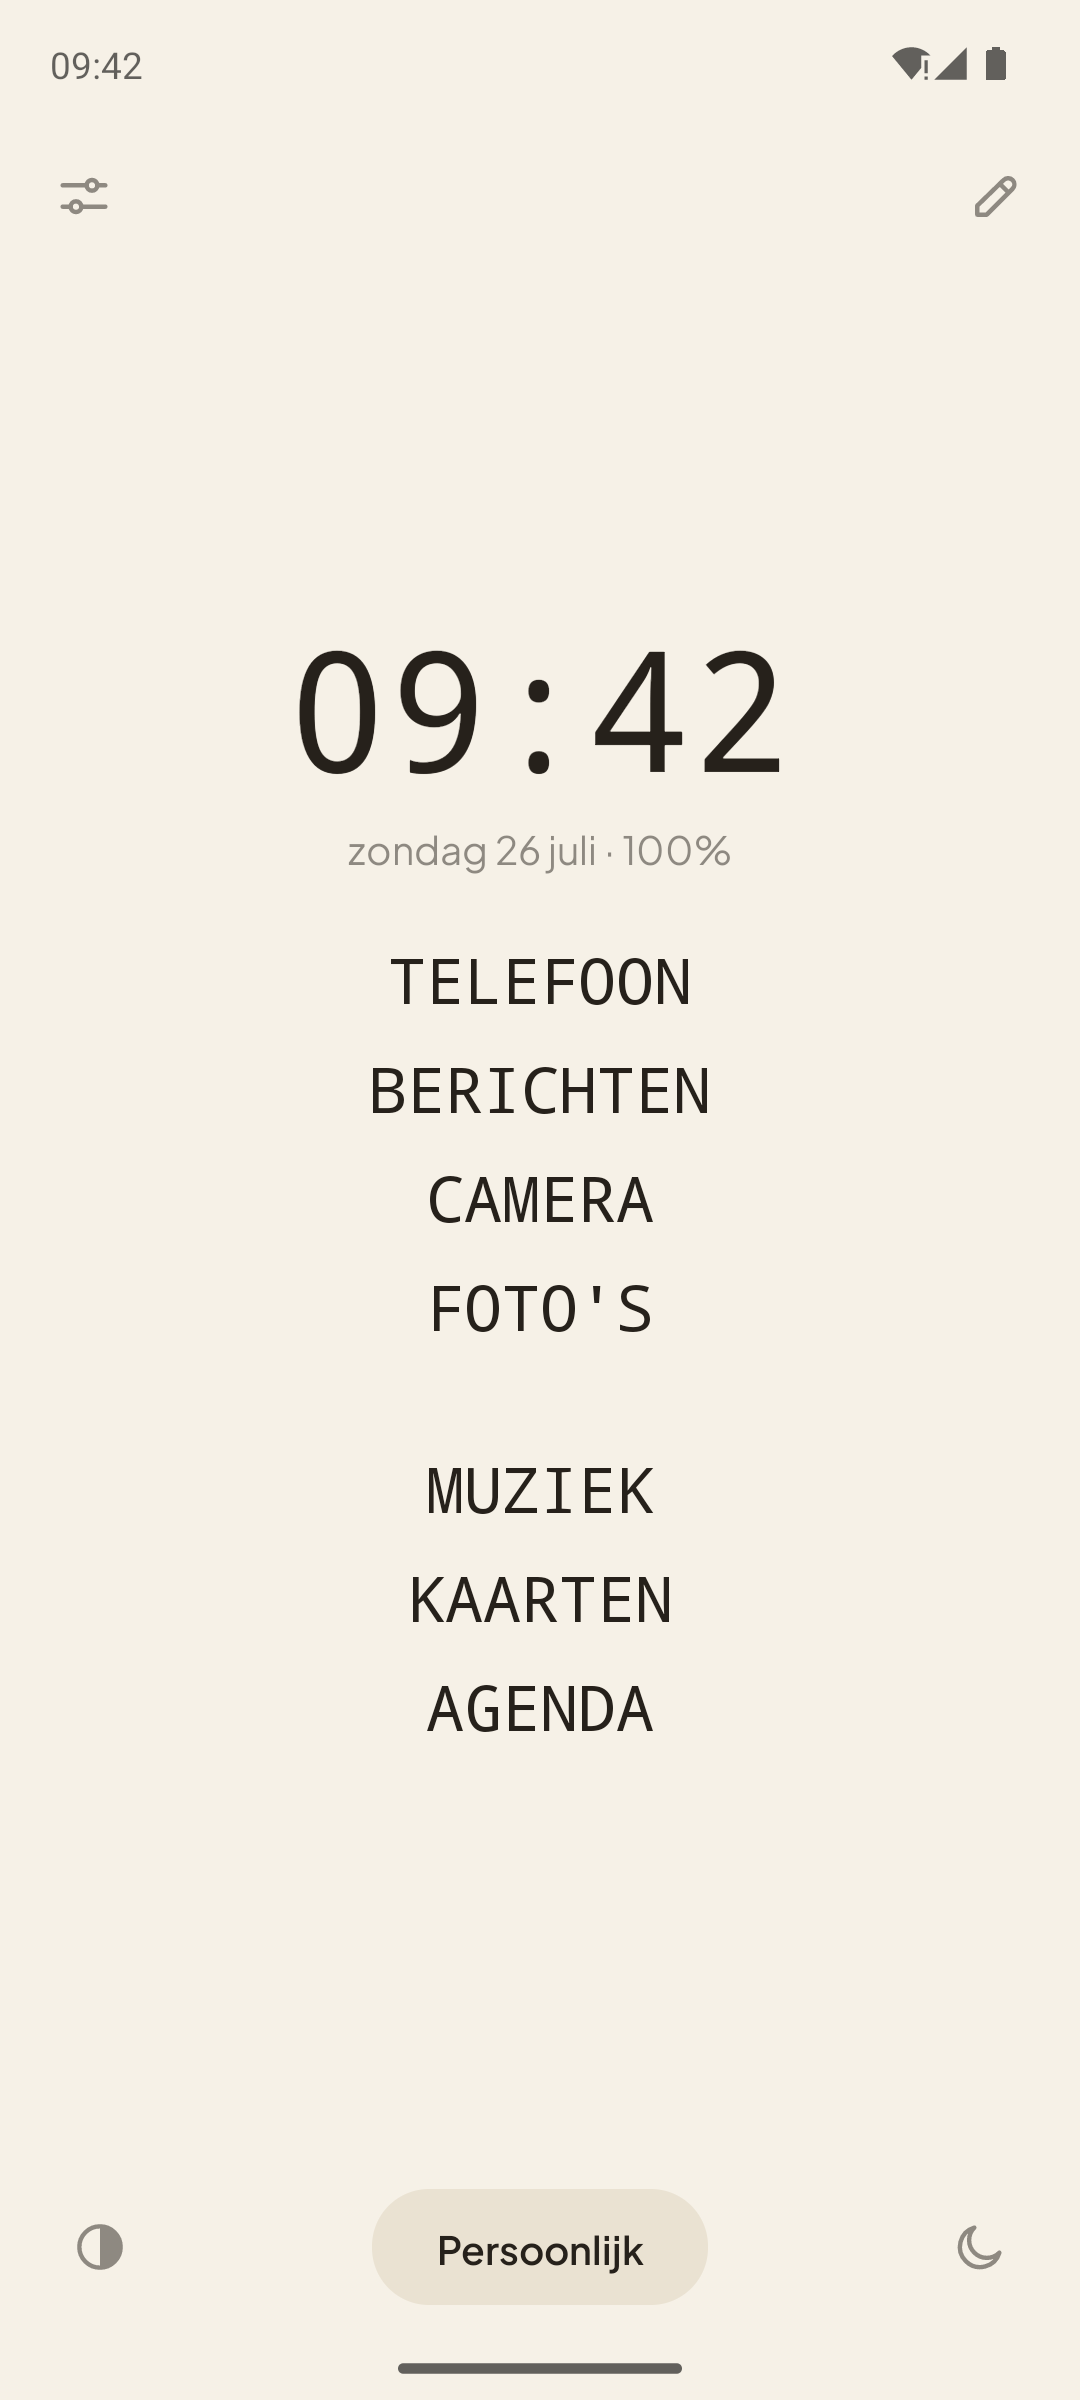 09:42
09:42
zondag 26 juli · 100%
TELEFOON
BERICHTEN
CAMERA
FOTO'S
MUZIEK
KAARTEN
AGENDA
Persoonlijk